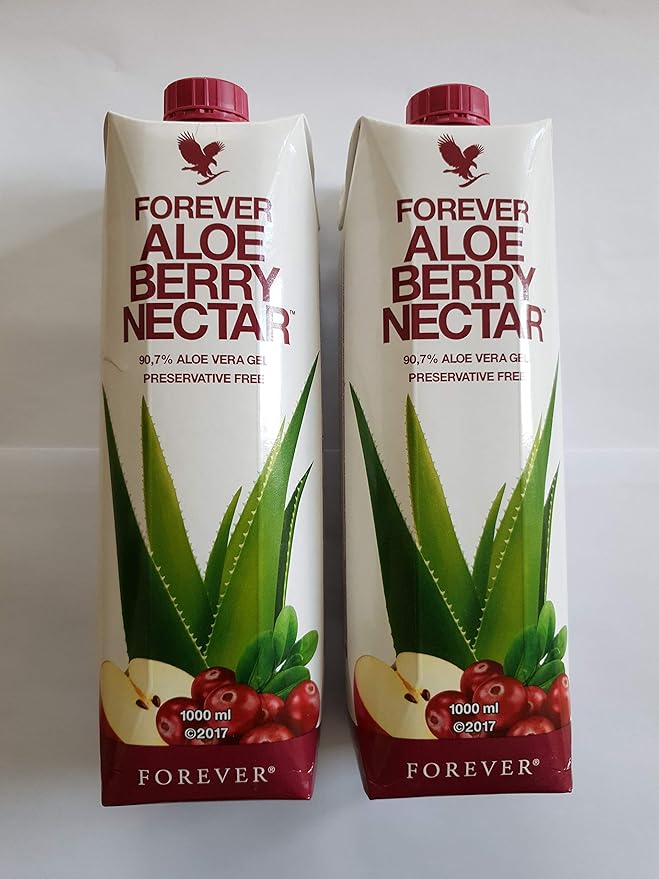 FOREVER
ALOE
BERRY
NECTAR™
90,7% ALOE VERA GEL
PRESERVATIVE FREE
1000 ml
©2017
FOREVER®
FOREVER
ALOE
BERRY
NECTAR™
90,7% ALOE VERA GEL
PRESERVATIVE FREE
1000 ml
©2017
FOREVER®